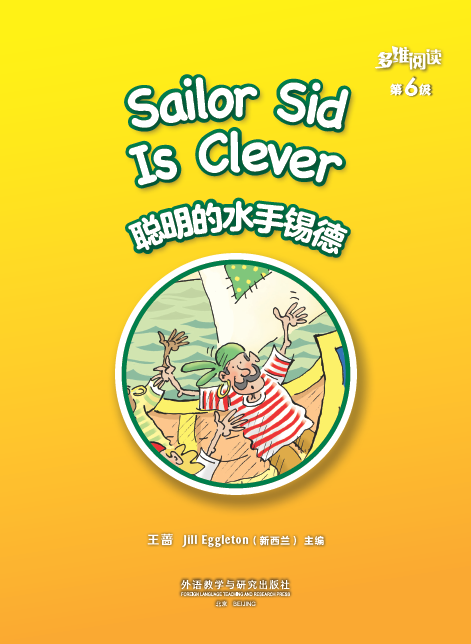 多维阅读
第6级
Sailor Sid
Is Clever
聪明的水手锡德
王蔷 Jill Eggleton（新西兰）主编
外语教学与研究出版社
FOREIGN LANGUAGE TEACHING AND RESEARCH PRESS
北京 BEIJING